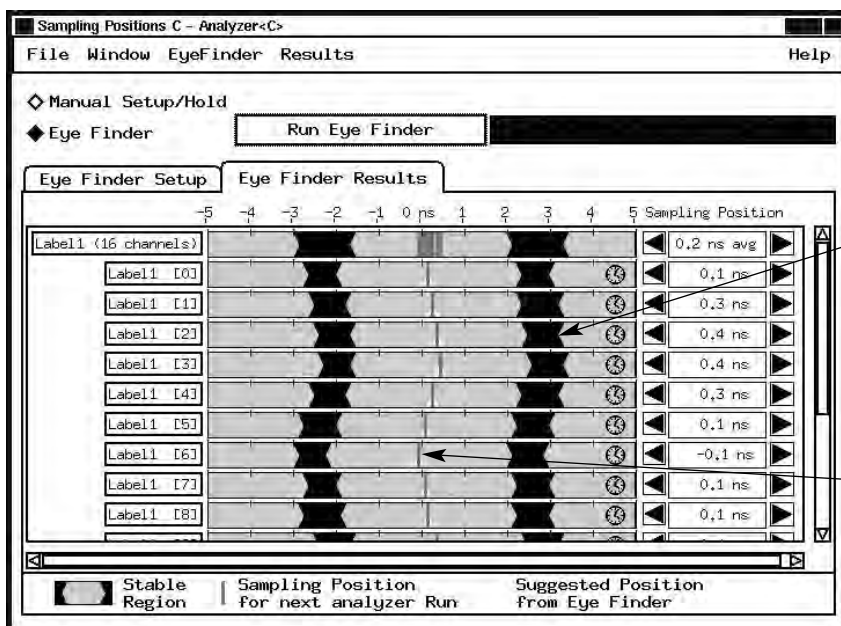 Sampling Positions C - Analyzer<C>
File Window EyeFinder Results Help
Manual Setup/Hold
Eye Finder Run Eye Finder
Eye Finder Setup Eye Finder Results
-5 -4 -3 -2 -1 0 ns 1 2 3 4 5 Sampling Position
Label1 (16 channels) 0.2 ns avg
Label1 [0] 0.1 ns
Label1 [1] 0.3 ns
Label1 [2] 0.4 ns
Label1 [3] 0.4 ns
Label1 [4] 0.3 ns
Label1 [5] 0.1 ns
Label1 [6] -0.1 ns
Label1 [7] 0.1 ns
Label1 [8] 0.1 ns
Stable Region
Sampling Position for next analyzer Run
Suggested Position from Eye Finder